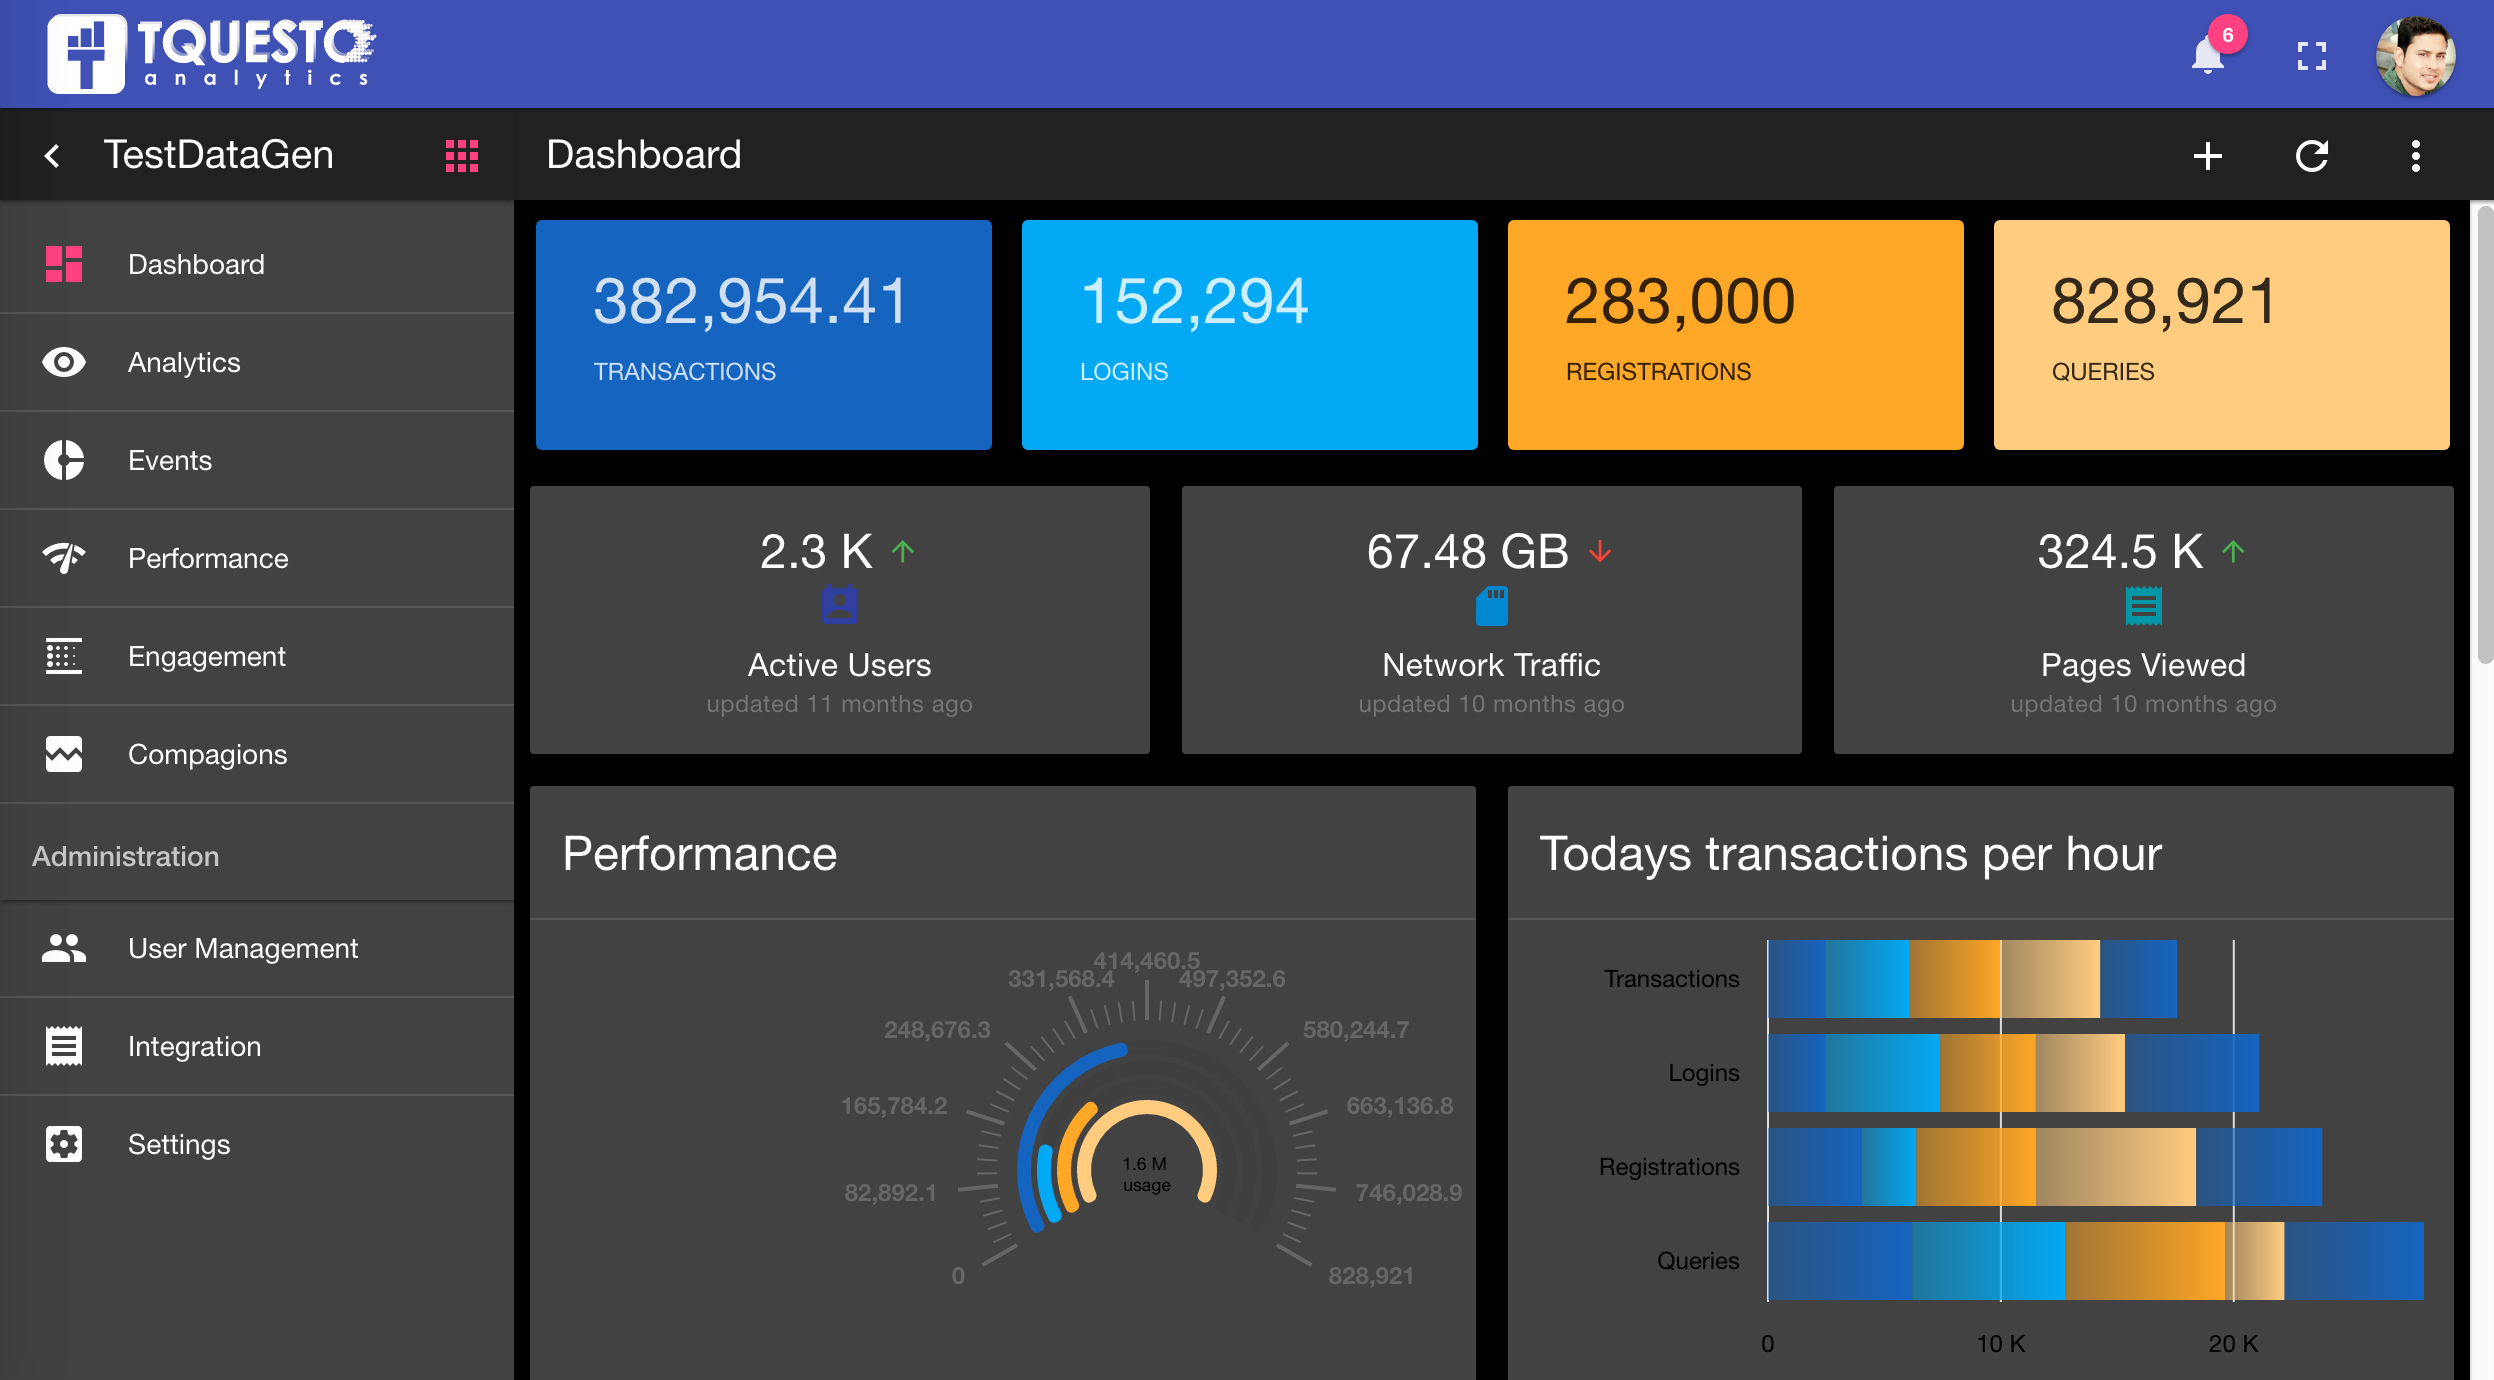 TQUESTO
analytics
6
TestDataGen
Dashboard
Dashboard
Analytics
Events
Performance
Engagement
Compagions
Administration
User Management
Integration
Settings
382,954.41
TRANSACTIONS
152,294
LOGINS
283,000
REGISTRATIONS
828,921
QUERIES
2.3 K
Active Users
updated 11 months ago
67.48 GB
Network Traffic
updated 10 months ago
324.5 K
Pages Viewed
updated 10 months ago
Performance
0
82,892.1
165,784.2
248,676.3
331,568.4
414,460.5
497,352.6
580,244.7
663,136.8
746,028.9
828,921
1.6 M
usage
Todays transactions per hour
Transactions
Logins
Registrations
Queries
0
10 K
20 K